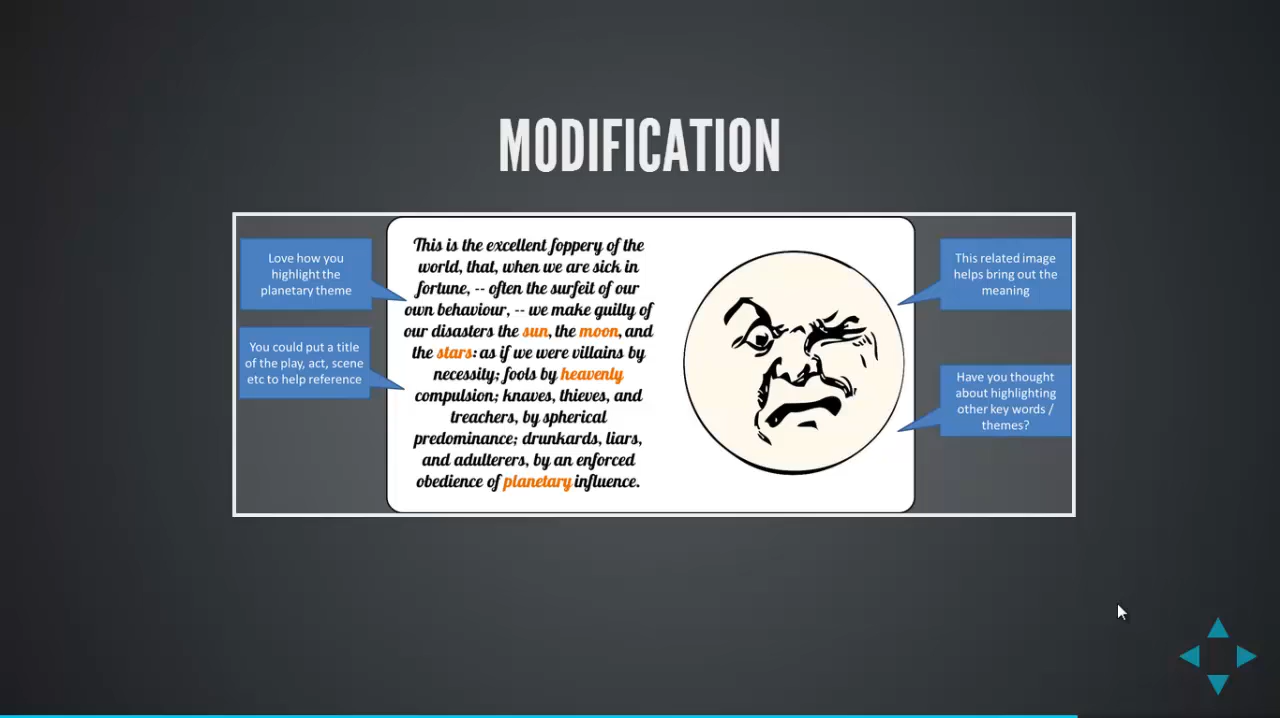 MODIFICATION
Love how you
highlight the
planetary theme
You could put a title
of the play, act, scene
etc to help reference
This is the excellent foppery of the
world, that, when we are sick in
fortune, -- often the surfeit of our
own behaviour, -- we make guilty of
our disasters the sun, the moon, and
the stars: as if we were villains by
necessity; fools by heavenly
compulsion; knaves, thieves, and
treachers, by spherical
predominance; drunkards, liars,
and adulterers, by an enforced
obedience of planetary influence.
This related image
helps bring out the
meaning
Have you thought
about highlighting
other key words /
themes?